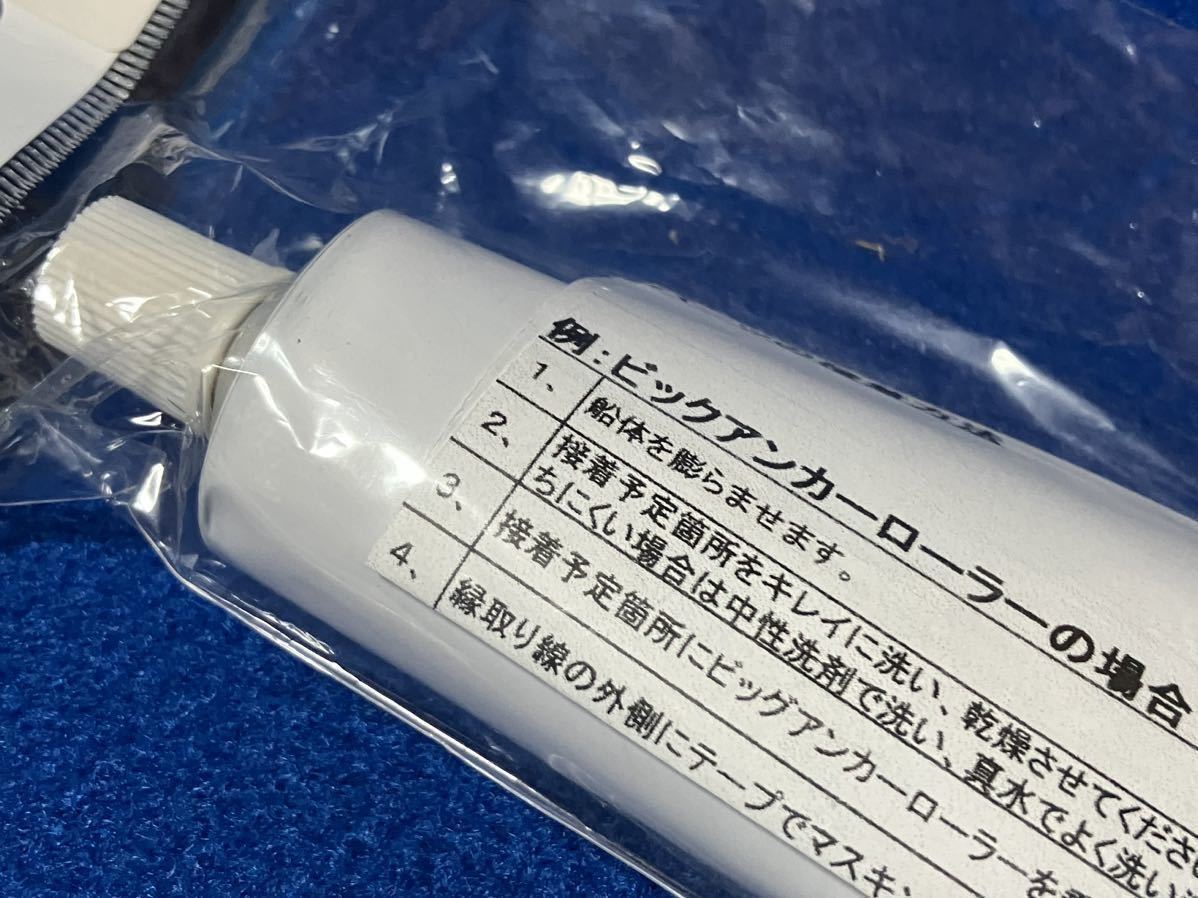 例：ビックアンカーローラーの場合
1、 船体を膨らませます。
2、 接着予定箇所をキレイに洗い、乾燥させてくださ
ちにくい場合は中性洗剤で洗い、真水でよく洗い
3、 接着予定箇所にビッグアンカーローラーを
4、 縁取り線の外側にテープでマスキ